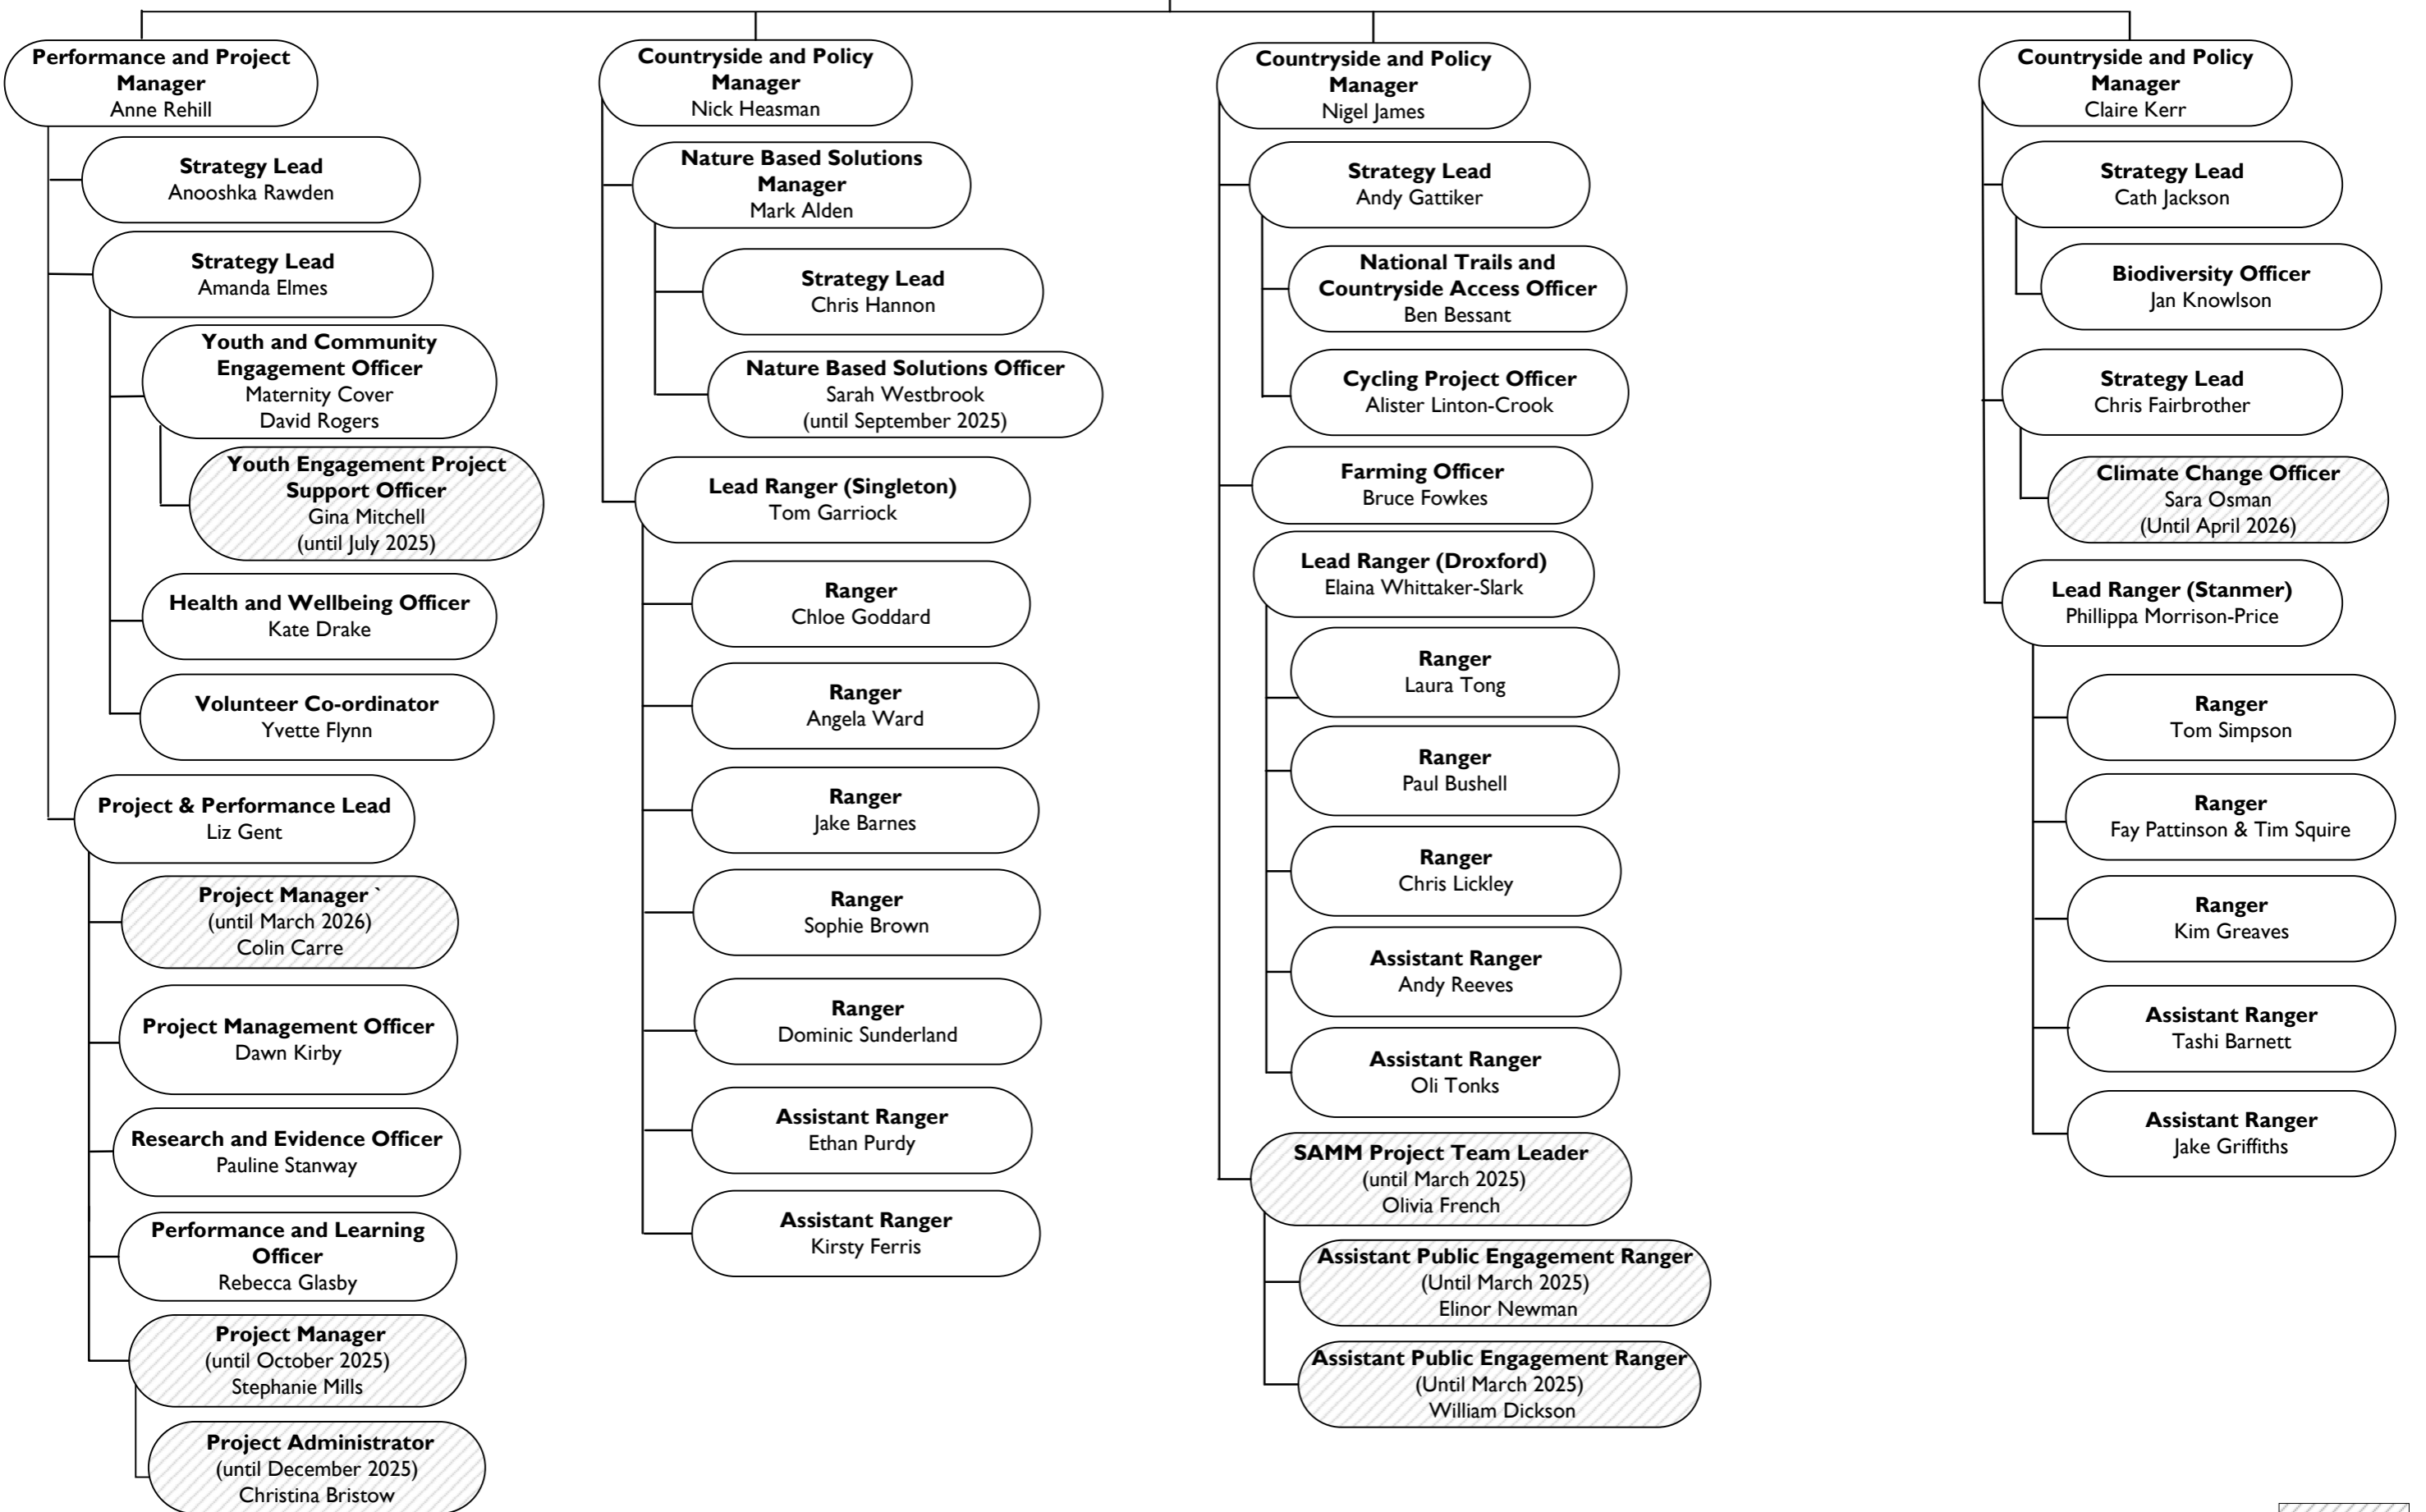 Performance and Project
Manager
Anne Rehill
Strategy Lead
Anooshka Rawden
Strategy Lead
Amanda Elmes
Youth and Community
Engagement Officer
Maternity Cover
David Rogers
Youth Engagement Project
Support Officer
Gina Mitchell
(until July 2025)
Health and Wellbeing Officer
Kate Drake
Volunteer Co-ordinator
Yvette Flynn
Project & Performance Lead
Liz Gent
Project Manager `
(until March 2026)
Colin Carre
Project Management Officer
Dawn Kirby
Research and Evidence Officer
Pauline Stanway
Performance and Learning
Officer
Rebecca Glasby
Project Manager
(until October 2025)
Stephanie Mills
Project Administrator
(until December 2025)
Christina Bristow
Countryside and Policy
Manager
Nick Heasman
Nature Based Solutions
Manager
Mark Alden
Strategy Lead
Chris Hannon
Nature Based Solutions Officer
Sarah Westbrook
(until September 2025)
Lead Ranger (Singleton)
Tom Garriock
Ranger
Chloe Goddard
Ranger
Angela Ward
Ranger
Jake Barnes
Ranger
Sophie Brown
Ranger
Dominic Sunderland
Assistant Ranger
Ethan Purdy
Assistant Ranger
Kirsty Ferris
Countryside and Policy
Manager
Nigel James
Strategy Lead
Andy Gattiker
National Trails and
Countryside Access Officer
Ben Bessant
Cycling Project Officer
Alister Linton-Crook
Farming Officer
Bruce Fowkes
Lead Ranger (Droxford)
Elaina Whittaker-Slark
Ranger
Laura Tong
Ranger
Paul Bushell
Ranger
Chris Lickley
Assistant Ranger
Andy Reeves
Assistant Ranger
Oli Tonks
SAMM Project Team Leader
(until March 2025)
Olivia French
Assistant Public Engagement Ranger
(Until March 2025)
Elinor Newman
Assistant Public Engagement Ranger
(Until March 2025)
William Dickson
Countryside and Policy
Manager
Claire Kerr
Strategy Lead
Cath Jackson
Biodiversity Officer
Jan Knowlson
Strategy Lead
Chris Fairbrother
Climate Change Officer
Sara Osman
(Until April 2026)
Lead Ranger (Stanmer)
Phillippa Morrison-Price
Ranger
Tom Simpson
Ranger
Fay Pattinson & Tim Squire
Ranger
Kim Greaves
Assistant Ranger
Tashi Barnett
Assistant Ranger
Jake Griffiths